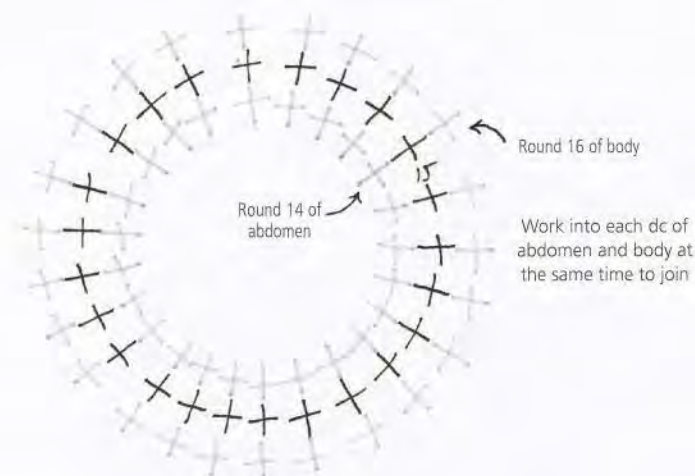 Round 16 of body
15
Round 14 of
abdomen
Work into each dc of
abdomen and body at
the same time to join